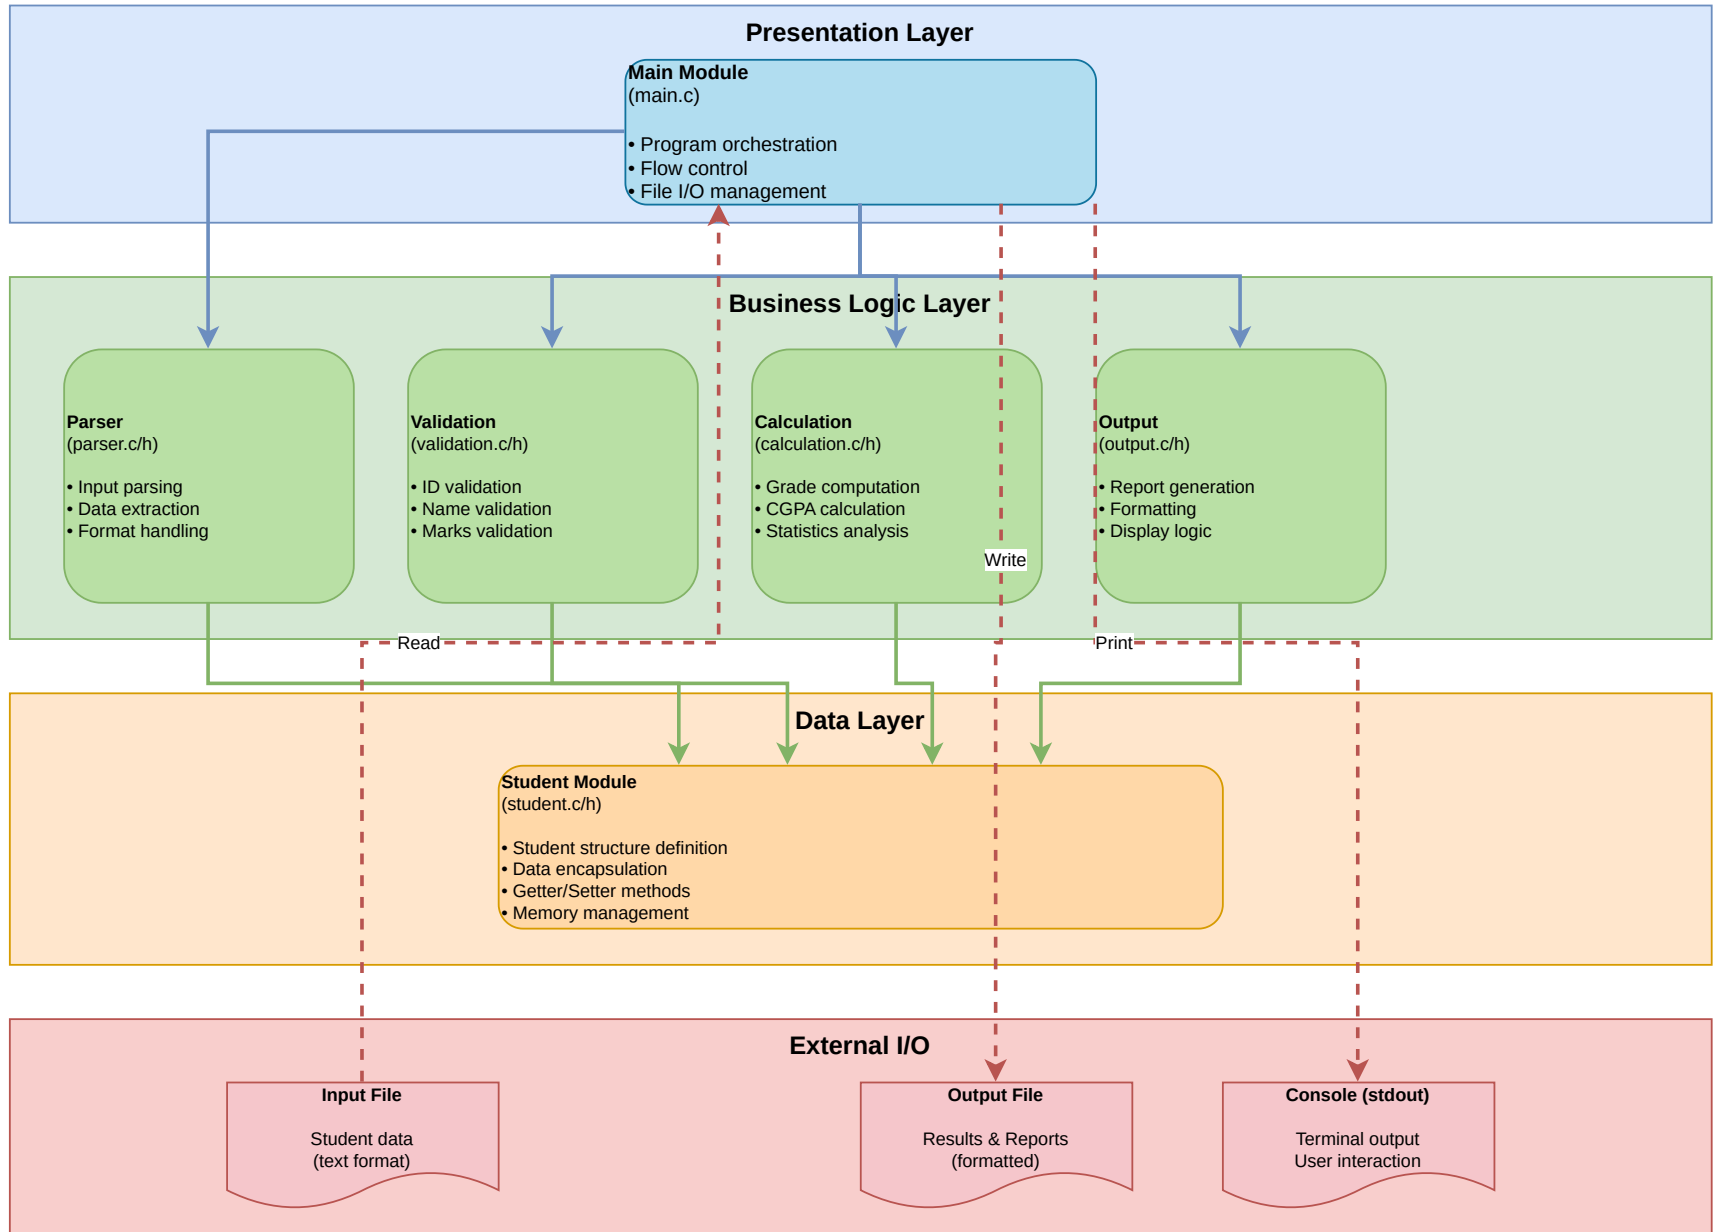 Presentation Layer
Main Module
(main.c)
• Program orchestration
• Flow control
• File I/O management
Business Logic Layer
Parser
(parser.c/h)
• Input parsing
• Data extraction
• Format handling
Validation
(validation.c/h)
• ID validation
• Name validation
• Marks validation
Calculation
(calculation.c/h)
• Grade computation
• CGPA calculation
• Statistics analysis
Output
(output.c/h)
• Report generation
• Formatting
• Display logic
Write
Read
Print
Data Layer
Student Module
(student.c/h)
• Student structure definition
• Data encapsulation
• Getter/Setter methods
• Memory management
External I/O
Input File
Student data
(text format)
Output File
Results & Reports
(formatted)
Console (stdout)
Terminal output
User interaction